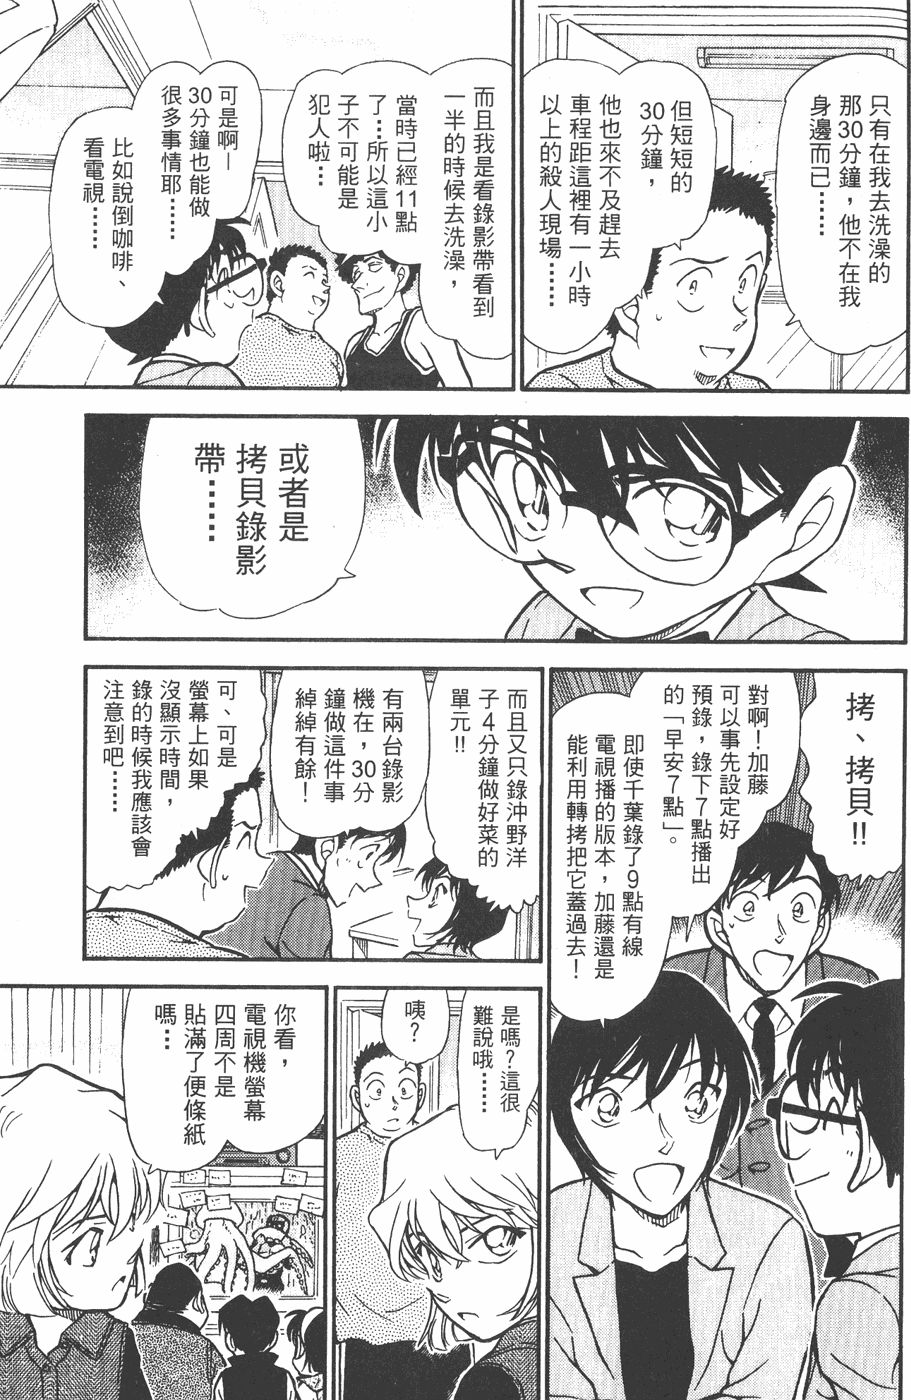 只有在我去洗澡的
那30分鐘，他不在我
身邊而已…
但短短的
30分鐘，
他也來不及趕去
車程距這裡有一小時
以上的殺人現場……
而且我是看錄影帶看到
一半的時候去洗澡，
當時已經11點
了…所以這小
子不可能是
犯人啦…
可是啊—
30分鐘也能做
很多事情耶……
比如說倒咖啡、
看電視……
或者是
拷貝錄影
帶……
拷、拷貝!!
對啊！加藤
可以事先設定好
預錄，錄下7點播出
的「早安7點」。
即使千葉錄了9點有線
電視播的版本，加藤還是
能利用轉拷把它蓋過去！
而且又只錄沖野洋
子4分鐘做好菜的
單元!!
有兩台錄影
機在，30分
鐘做這件事
綽綽有餘！
可、可是
螢幕上如果
沒顯示時間，
錄的時候我應該會
注意到吧……
是嗎？這很
難說哦……
咦？
你看，
電視機螢幕
四周不是
貼滿了便條紙
嗎…